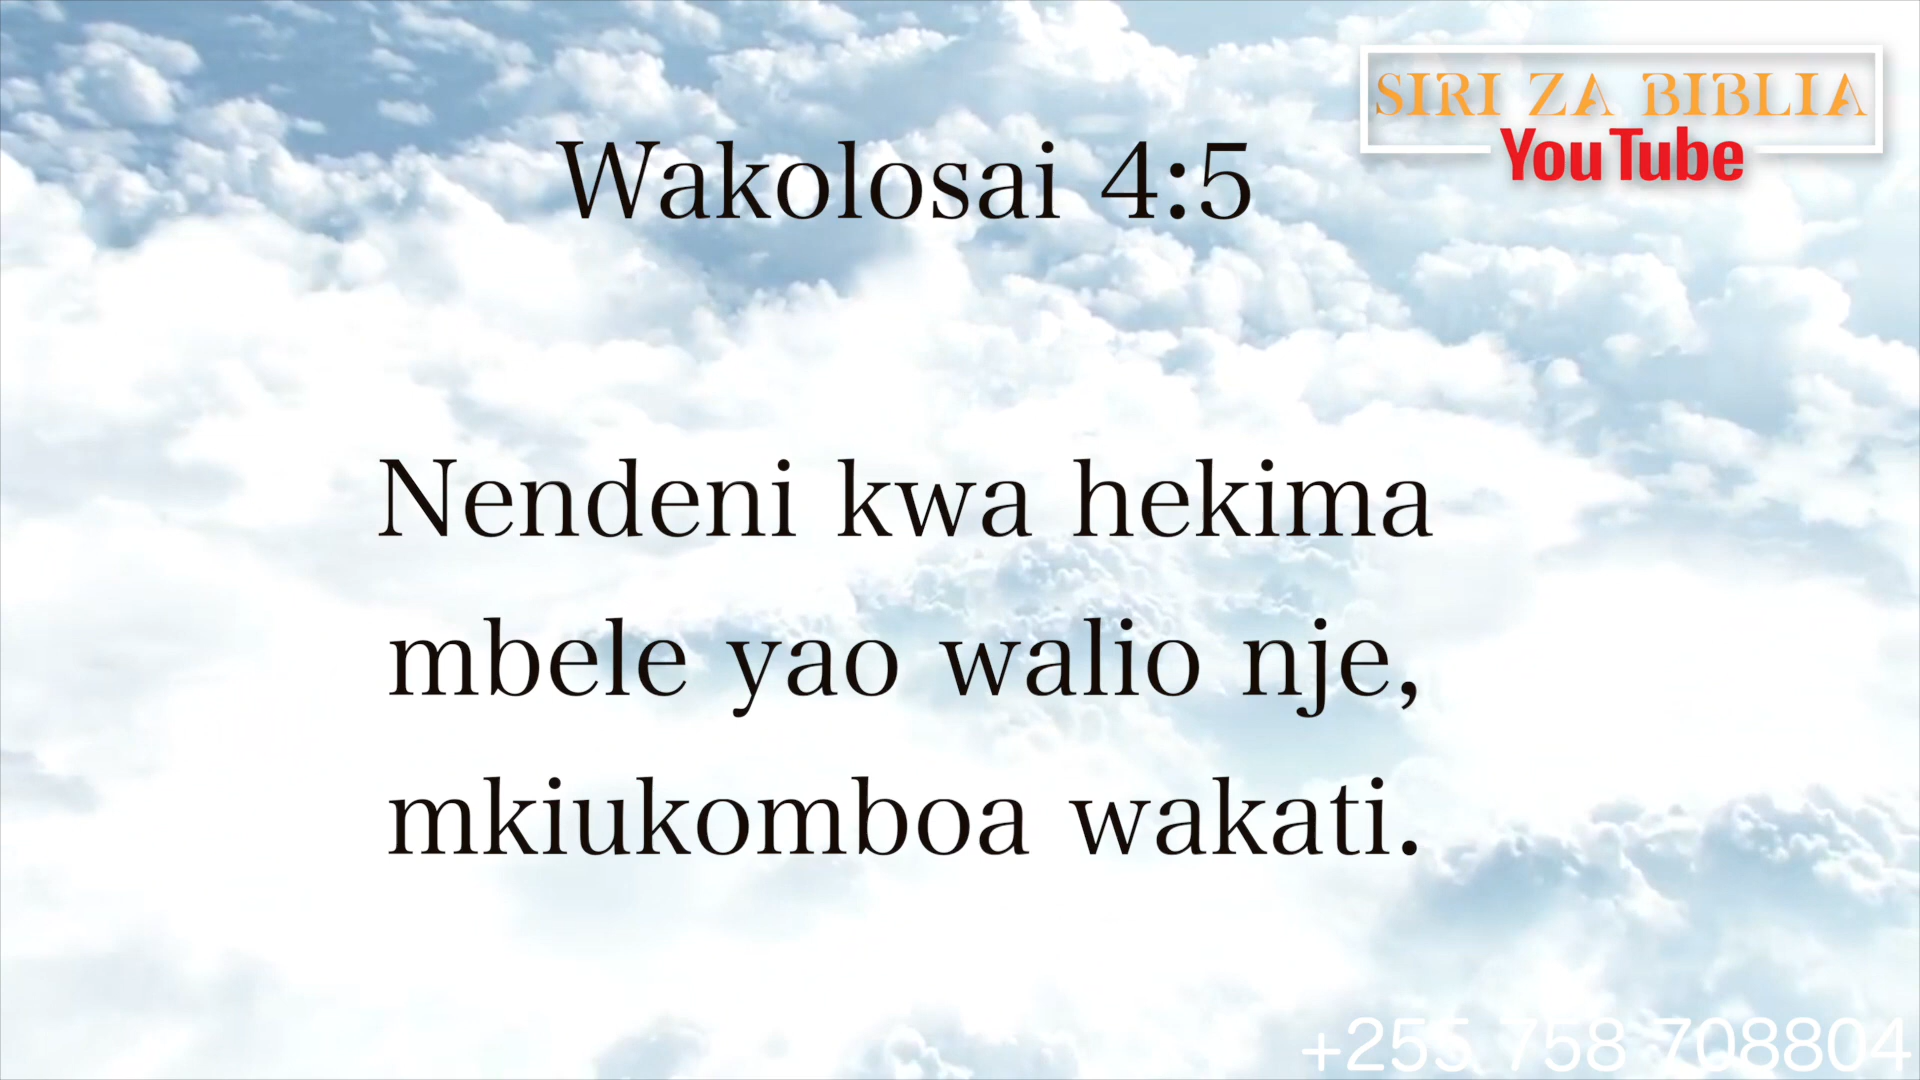 SIRI ZA BIBLIA
YouTube
Wakolosai 4:5
Nendeni kwa hekima
mbele yao walio nje,
mkiukomboa wakati.
+255 758 708804